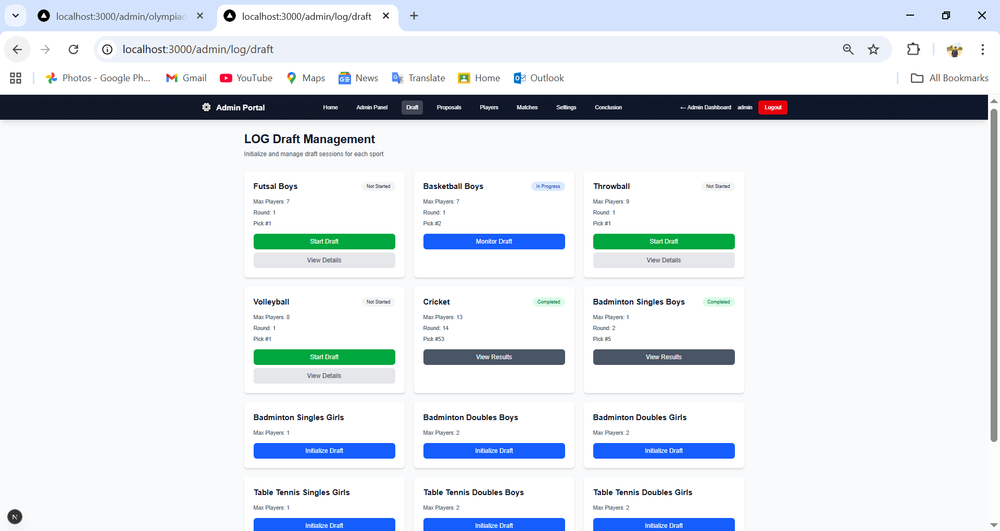 localhost:3000/admin/olympiad
localhost:3000/admin/log/draft
localhost:3000/admin/log/draft
Photos - Google Ph...
Gmail
YouTube
Maps
News
Translate
Home
Outlook
All Bookmarks
Admin Portal
Home
Admin Panel
Draft
Proposals
Players
Matches
Settings
Conclusion
← Admin Dashboard
admin
Logout
LOG Draft Management
Initialize and manage draft sessions for each sport
Futsal Boys
Not Started
Max Players: 7
Round: 1
Pick #1
Start Draft
View Details
Basketball Boys
In Progress
Max Players: 7
Round: 1
Pick #2
Monitor Draft
Throwball
Not Started
Max Players: 9
Round: 1
Pick #1
Start Draft
View Details
Volleyball
Not Started
Max Players: 8
Round: 1
Pick #1
Start Draft
View Details
Cricket
Completed
Max Players: 13
Round: 14
Pick #53
View Results
Badminton Singles Boys
Completed
Max Players: 1
Round: 2
Pick #5
View Results
Badminton Singles Girls
Max Players: 1
Initialize Draft
Badminton Doubles Boys
Max Players: 2
Initialize Draft
Badminton Doubles Girls
Max Players: 2
Initialize Draft
Table Tennis Singles Girls
Max Players: 1
Initialize Draft
Table Tennis Doubles Boys
Max Players: 2
Initialize Draft
Table Tennis Doubles Girls
Max Players: 2
Initialize Draft
N